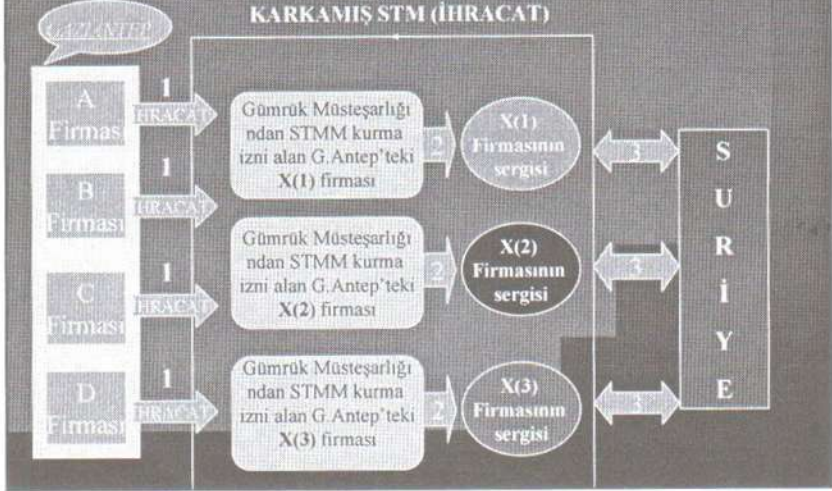 KARKAMIŞ STM (İHRACAT)
GAZİANTEP
A
Firması
1
İHRACAT
B
Firması
1
İHRACAT
C
Firması
1
İHRACAT
D
Firması
1
İHRACAT
Gümrük Müsteşarlığı
ndan STMM kurma
izni alan G.Antep'teki
X(1) firması
2
X(1)
Firmasının
sergisi
3
Gümrük Müsteşarlığı
ndan STMM kurma
izni alan G.Antep'teki
X(2) firması
2
X(2)
Firmasının
sergisi
3
Gümrük Müsteşarlığı
ndan STMM kurma
izni alan G.Antep'teki
X(3) firması
2
X(3)
Firmasının
sergisi
3
S
U
R
İ
Y
E